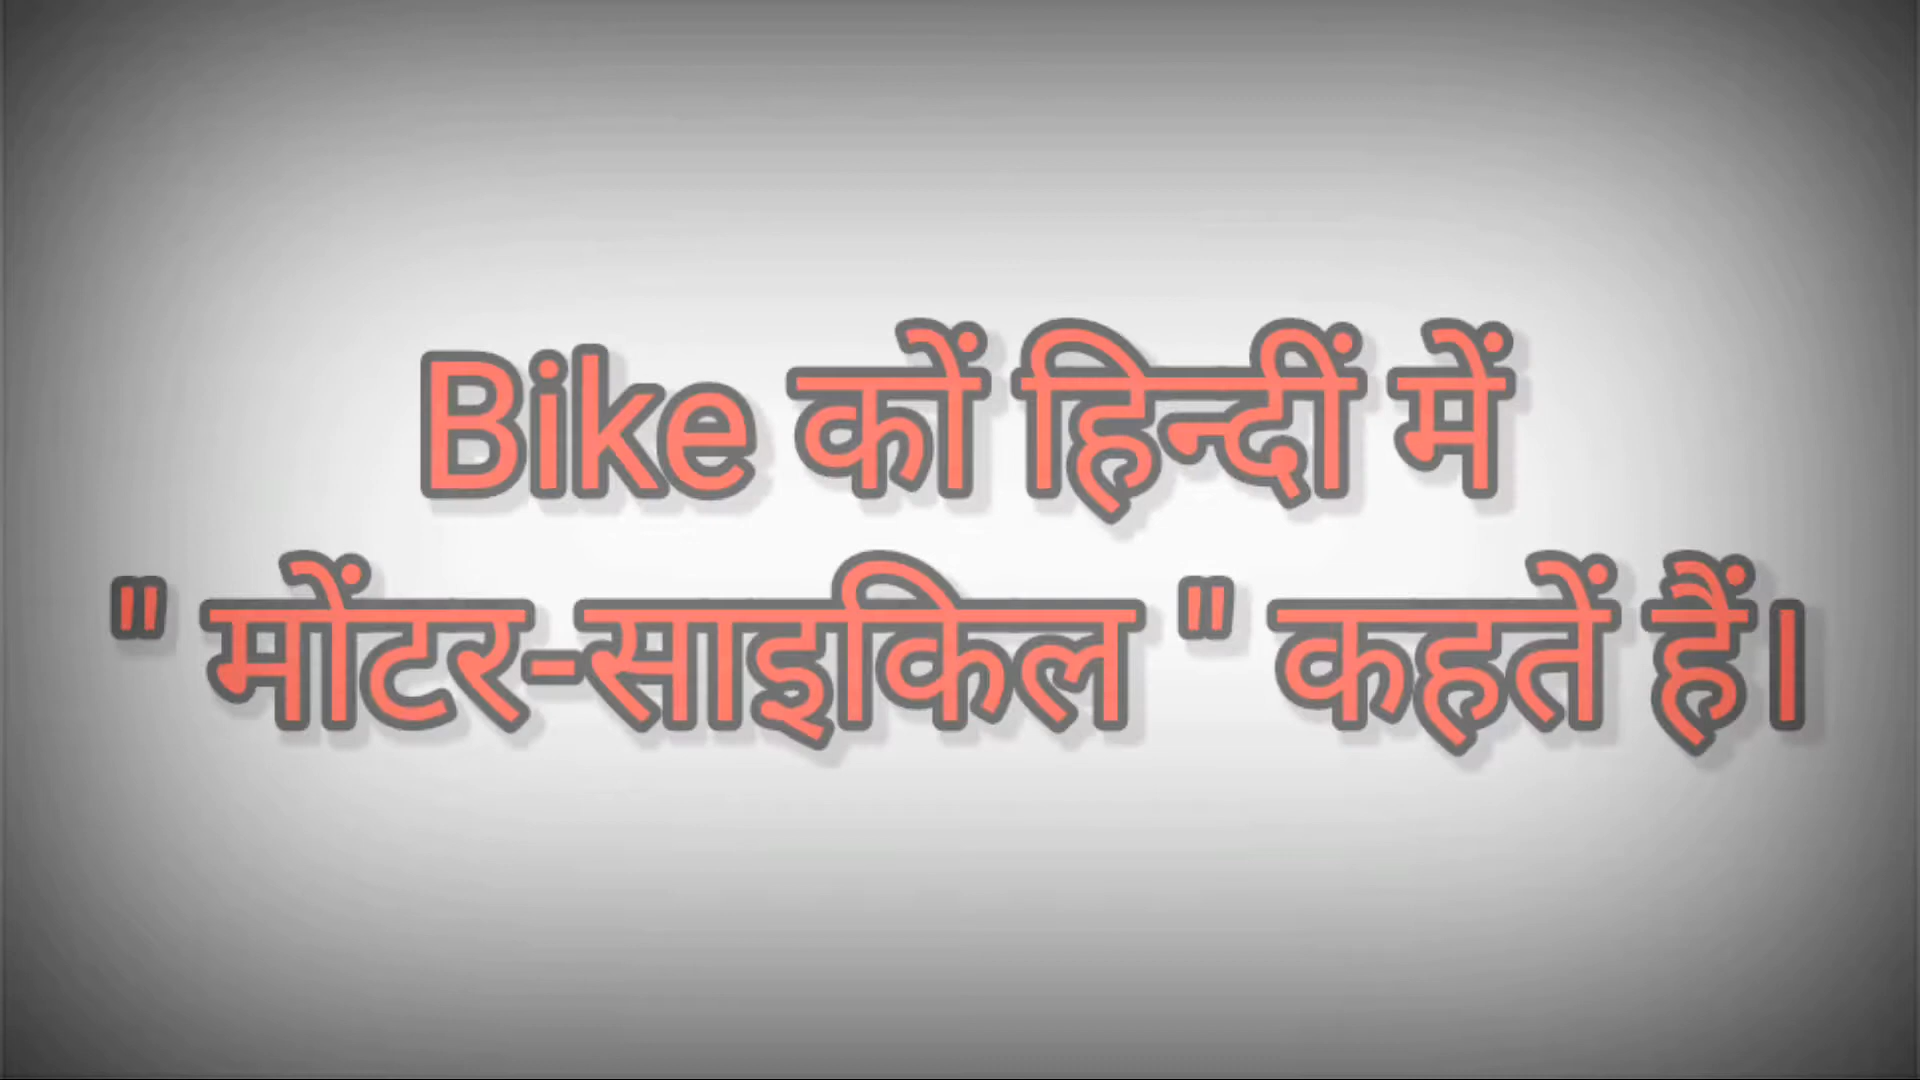 Bike कों हिन्दीं में
" मोंटर-साइकिल " कहतें हैं।